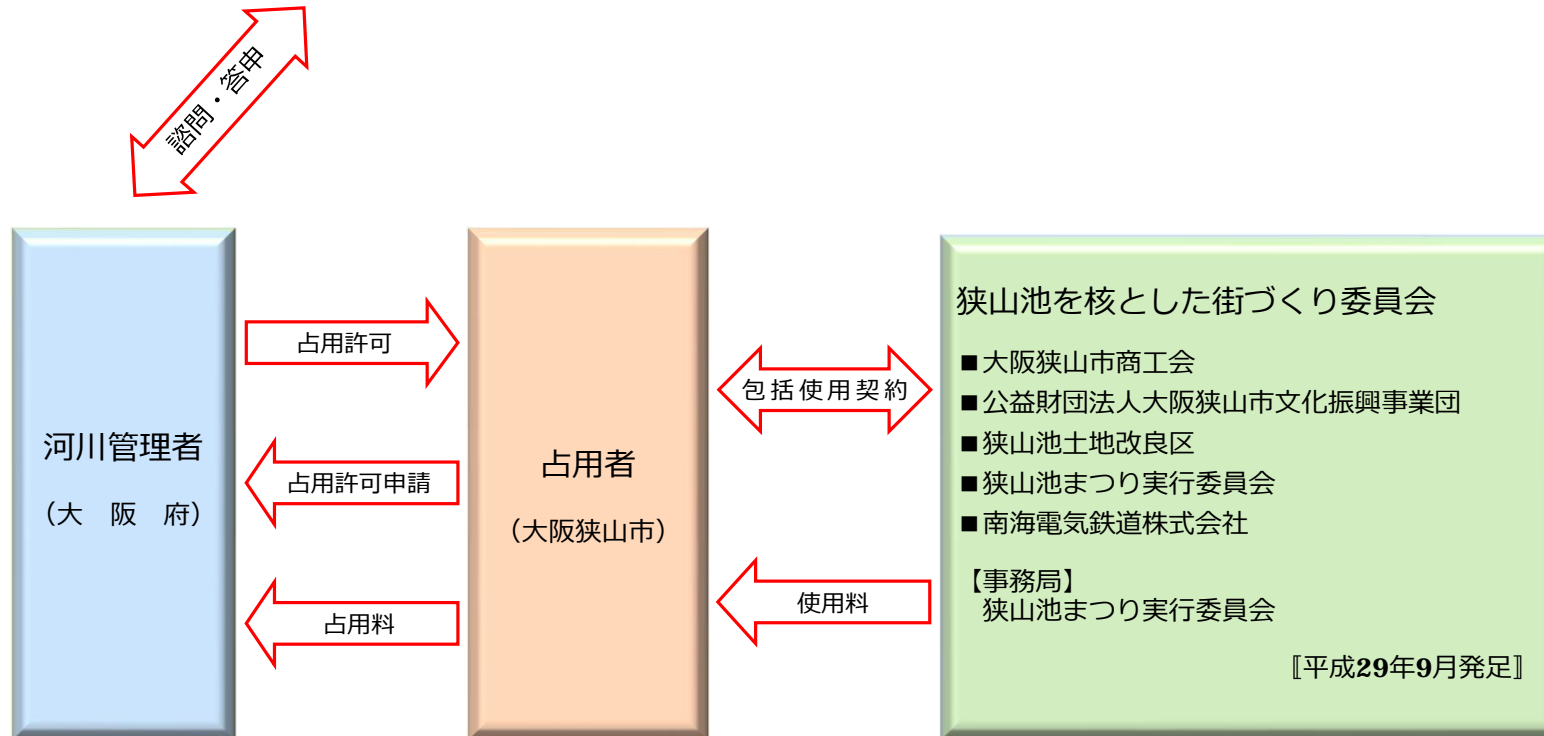 諮問・答申
河川管理者
（大　阪　府）
占用許可
占用許可申請
占用料
占用者
（大阪狭山市）
包括使用契約
使用料
狭山池を核とした街づくり委員会
■大阪狭山市商工会
■公益財団法人大阪狭山市文化振興事業団
■狭山池土地改良区
■狭山池まつり実行委員会
■南海電気鉄道株式会社
【事務局】
狭山池まつり実行委員会
〚平成29年9月発足〛